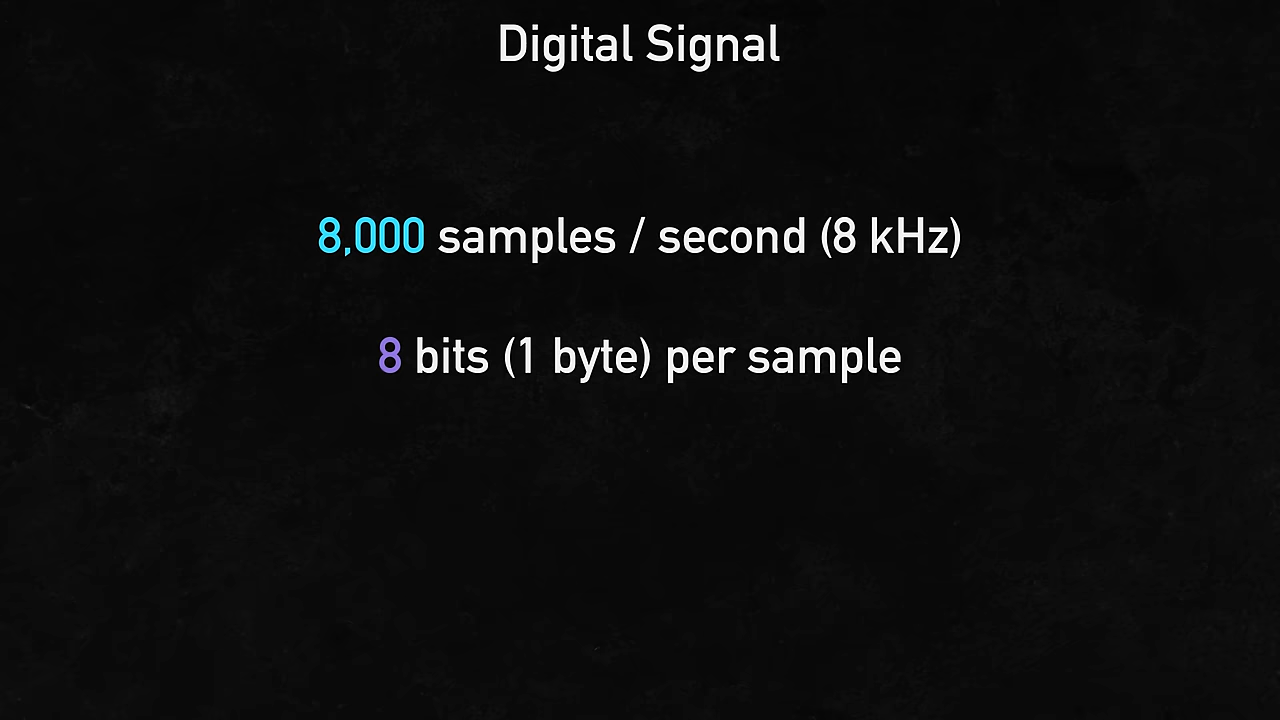 Digital Signal
8,000 samples / second (8 kHz)
8 bits (1 byte) per sample